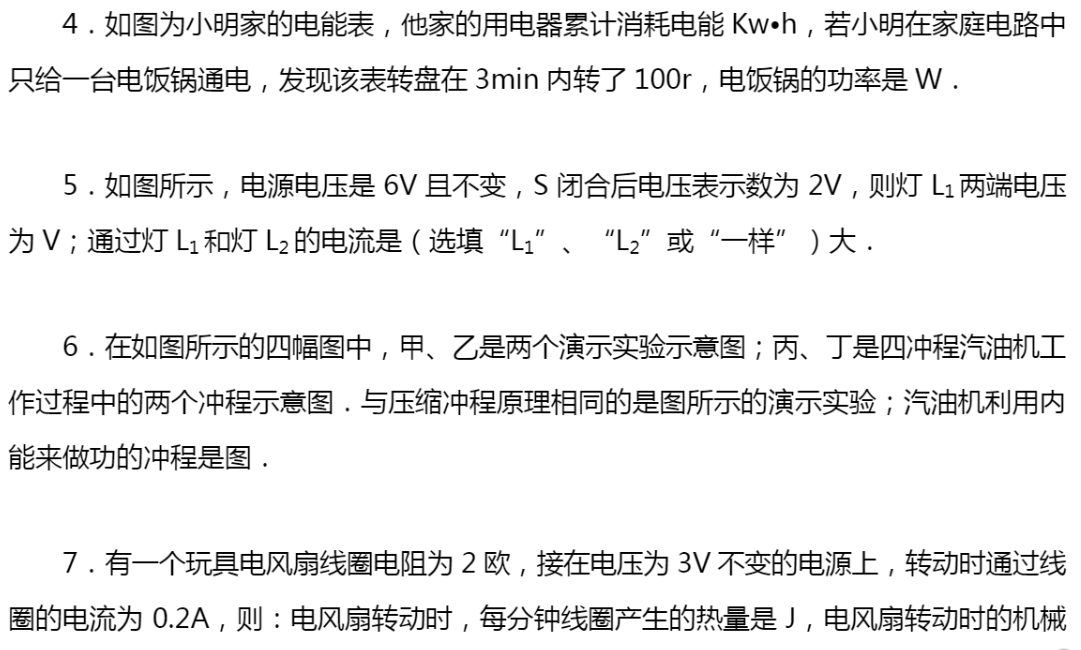 4．如图为小明家的电能表，他家的用电器累计消耗电能 Kw•h，若小明在家庭电路中
只给一台电饭锅通电，发现该表转盘在 3min 内转了 100r，电饭锅的功率是 W．
5．如图所示，电源电压是 6V 且不变，S 闭合后电压表示数为 2V，则灯 L₁两端电压
为 V；通过灯 L₁和灯 L₂的电流是（选填“L₁”、“L₂”或“一样”）大．
6．在如图所示的四幅图中，甲、乙是两个演示实验示意图；丙、丁是四冲程汽油机工
作过程中的两个冲程示意图．与压缩冲程原理相同的是图所示的演示实验；汽油机利用内
能来做功的冲程是图．
7．有一个玩具电风扇线圈电阻为 2 欧，接在电压为 3V 不变的电源上，转动时通过线
圈的电流为 0.2A，则：电风扇转动时，每分钟线圈产生的热量是 J，电风扇转动时的机械